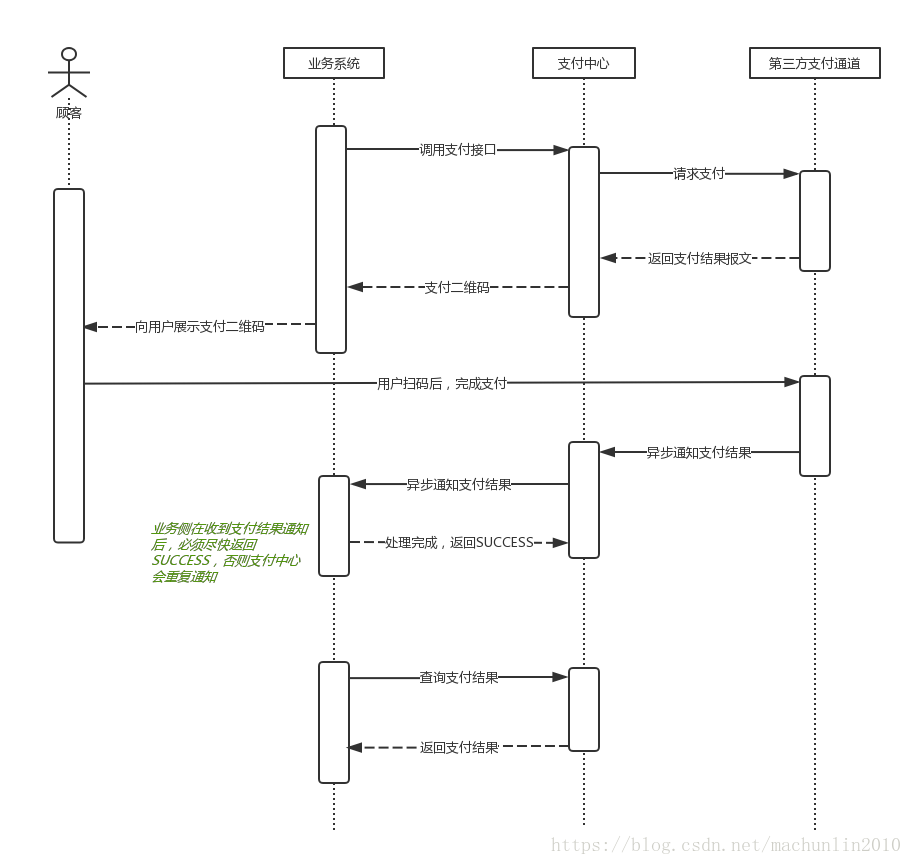 顾客
业务系统
支付中心
第三方支付通道
调用支付接口
请求支付
返回支付结果报文
支付二维码
向用户展示支付二维码
用户扫码后，完成支付
异步通知支付结果
异步通知支付结果
处理完成，返回SUCCESS
业务侧在收到支付结果通知
后，必须尽快返回
SUCCESS，否则支付中心
会重复通知
查询支付结果
返回支付结果
https://blog.csdn.net/machunlin2010